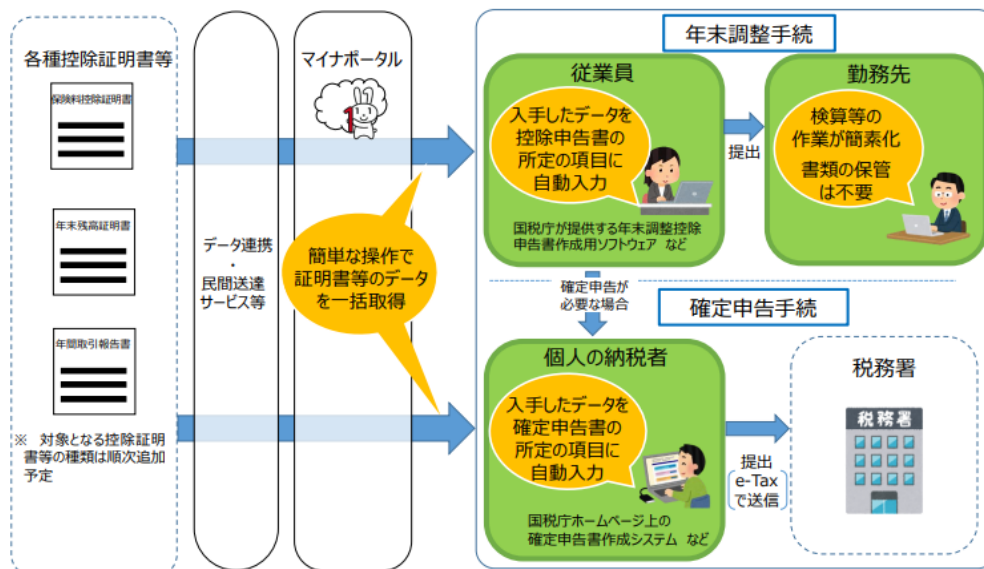 各種控除証明書等
保険料控除証明書
年末残高証明書
年間取引報告書
※ 対象となる控除証明
書等の種類は順次追加
予定
データ連携
・
民間送達
サービス等
マイナポータル
1
簡単な操作で
証明書等のデータ
を一括取得
年末調整手続
従業員
入手したデータを
控除申告書の
所定の項目に
自動入力
国税庁が提供する年末調整控除
申告書作成用ソフトウェア など
提出
勤務先
検算等の
作業が簡素化
書類の保管
は不要
確定申告が
必要な場合
確定申告手続
個人の納税者
入手したデータを
確定申告書の
所定の項目に
自動入力
国税庁ホームページ上の
確定申告書作成システム など
提出
e-Tax
で送信
税務署
税務署